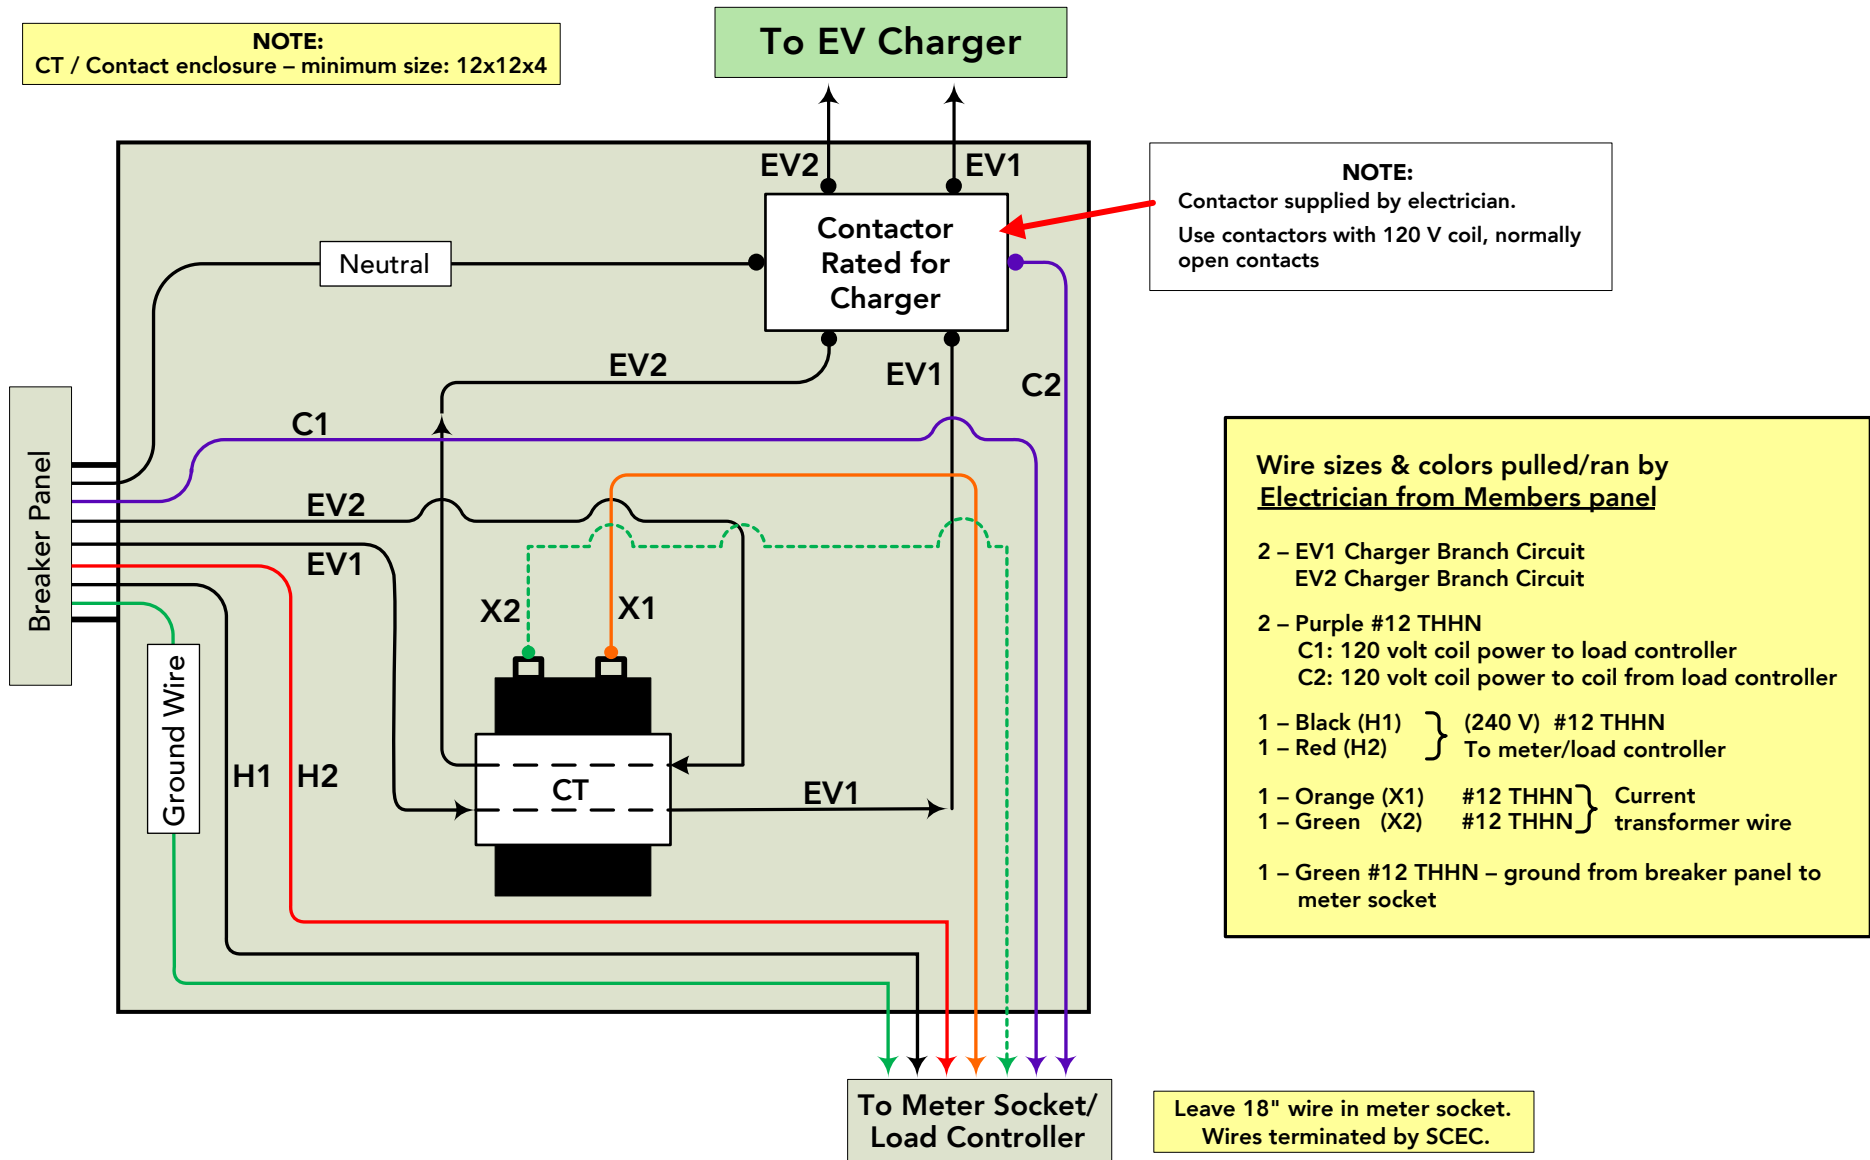 NOTE:
CT / Contact enclosure – minimum size: 12x12x4
To EV Charger
EV2
EV1
NOTE:
Contactor supplied by electrician.
Use contactors with 120 V coil, normally
open contacts
Contactor
Rated for
Charger
Neutral
EV2
EV1
C2
C1
Breaker Panel
EV2
EV1
X2
X1
Ground Wire
H1
H2
CT
EV1
Wire sizes & colors pulled/ran by
Electrician from Members panel
2 – EV1 Charger Branch Circuit
EV2 Charger Branch Circuit
2 – Purple #12 THHN
C1: 120 volt coil power to load controller
C2: 120 volt coil power to coil from load controller
1 – Black (H1) (240 V) #12 THHN
1 – Red (H2) To meter/load controller
1 – Orange (X1) #12 THHN Current
1 – Green (X2) #12 THHN transformer wire
1 – Green #12 THHN – ground from breaker panel to
meter socket
To Meter Socket/
Load Controller
Leave 18" wire in meter socket.
Wires terminated by SCEC.